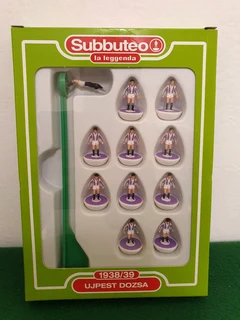 Subbuteo
la leggenda
1938/39
UJPEST DOZSA